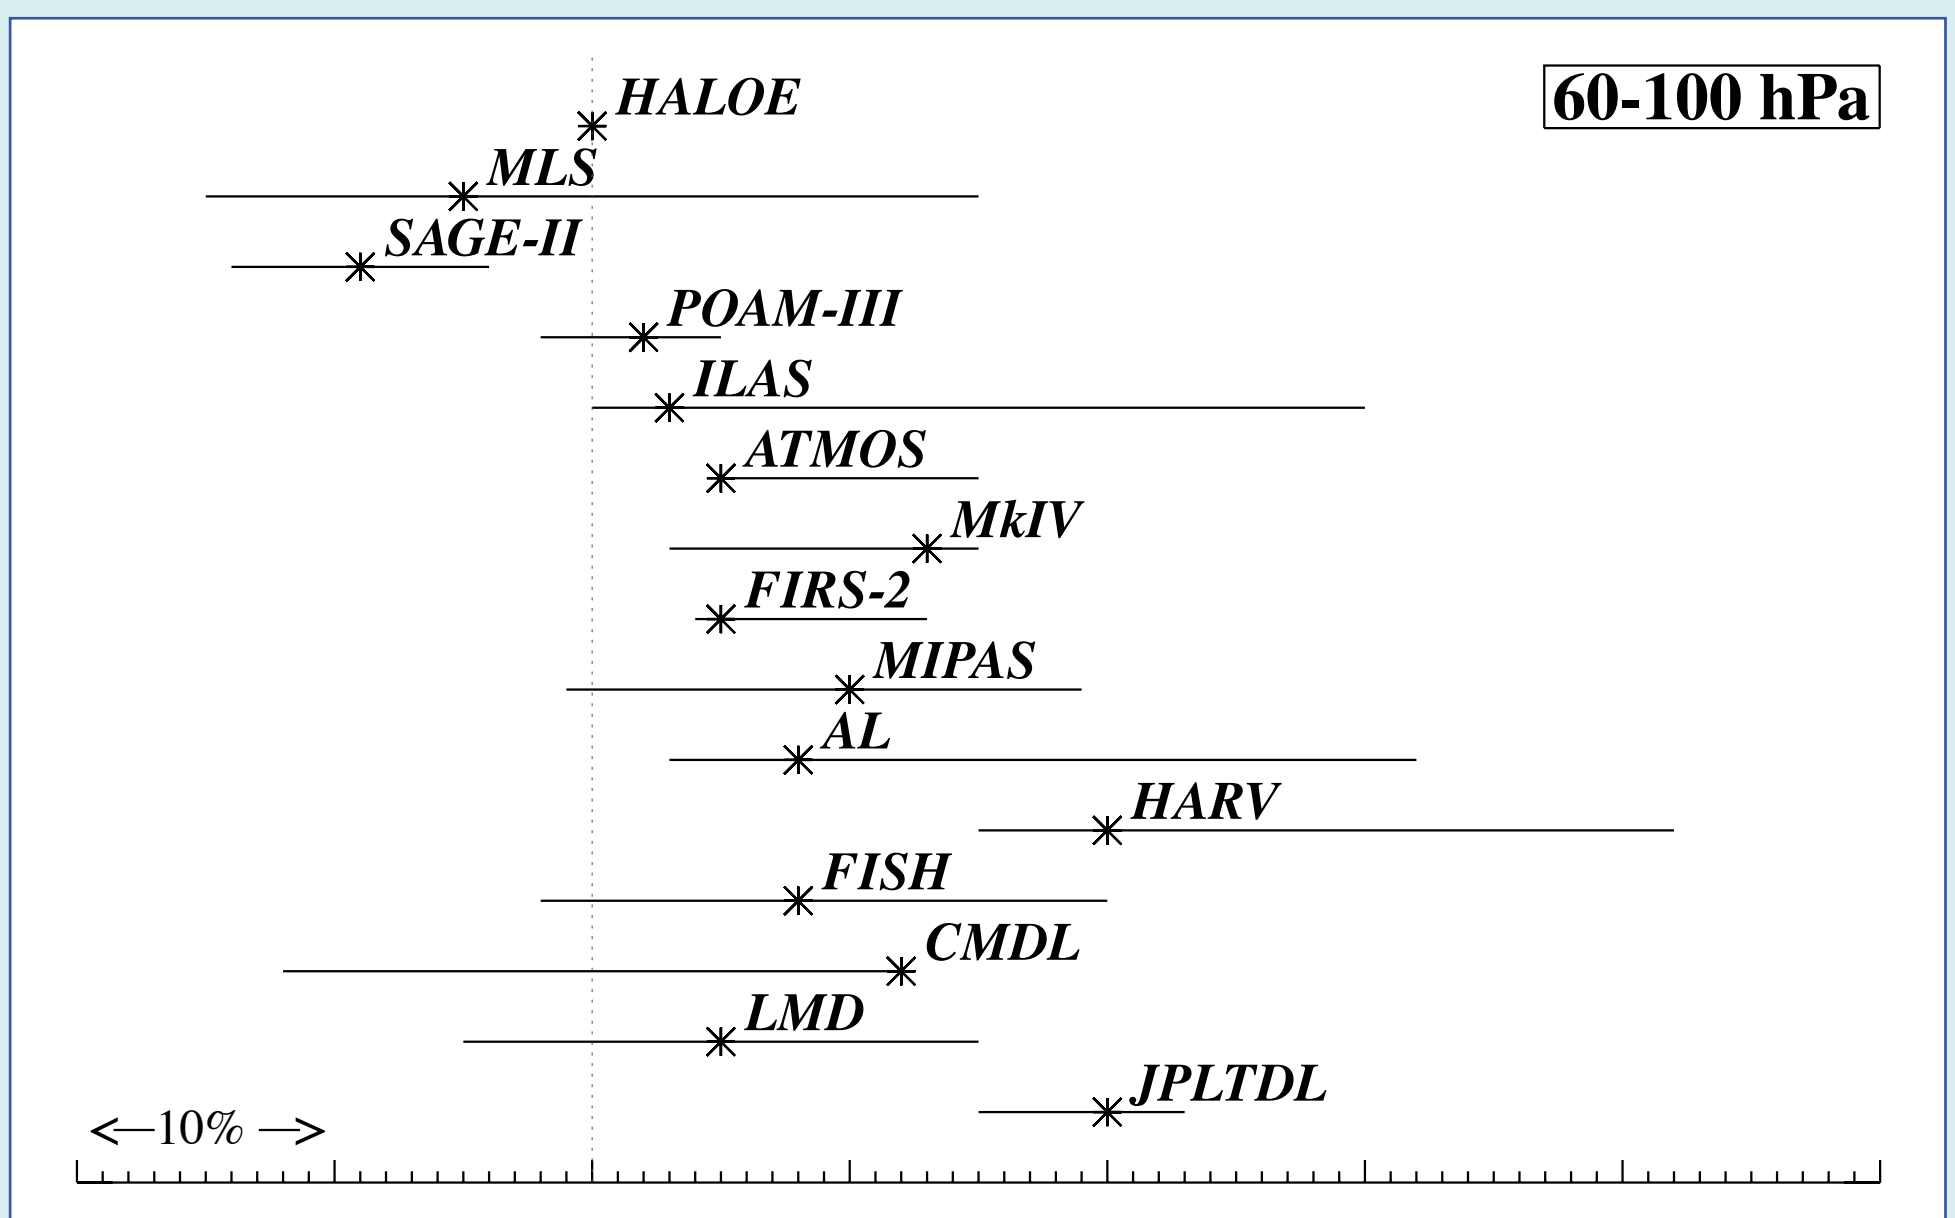 HALOE
60-100 hPa
MLS
SAGE-II
POAM-III
ILAS
ATMOS
MkIV
FIRS-2
MIPAS
AL
HARV
FISH
CMDL
LMD
JPLTDL
10%